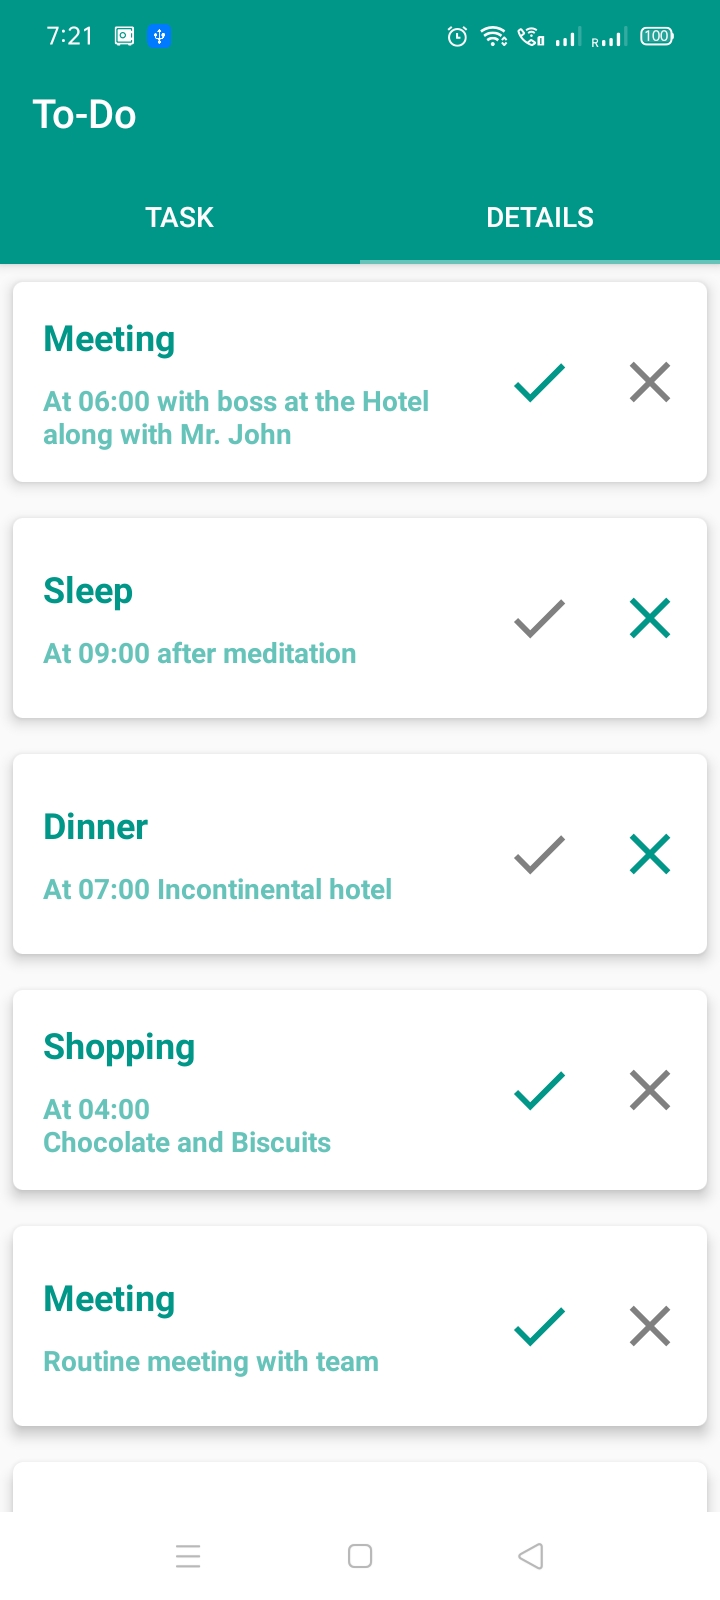 7:21
R
100
To-Do
TASK
DETAILS
Meeting
At 06:00 with boss at the Hotel
along with Mr. John
Sleep
At 09:00 after meditation
Dinner
At 07:00 Incontinental hotel
Shopping
At 04:00
Chocolate and Biscuits
Meeting
Routine meeting with team